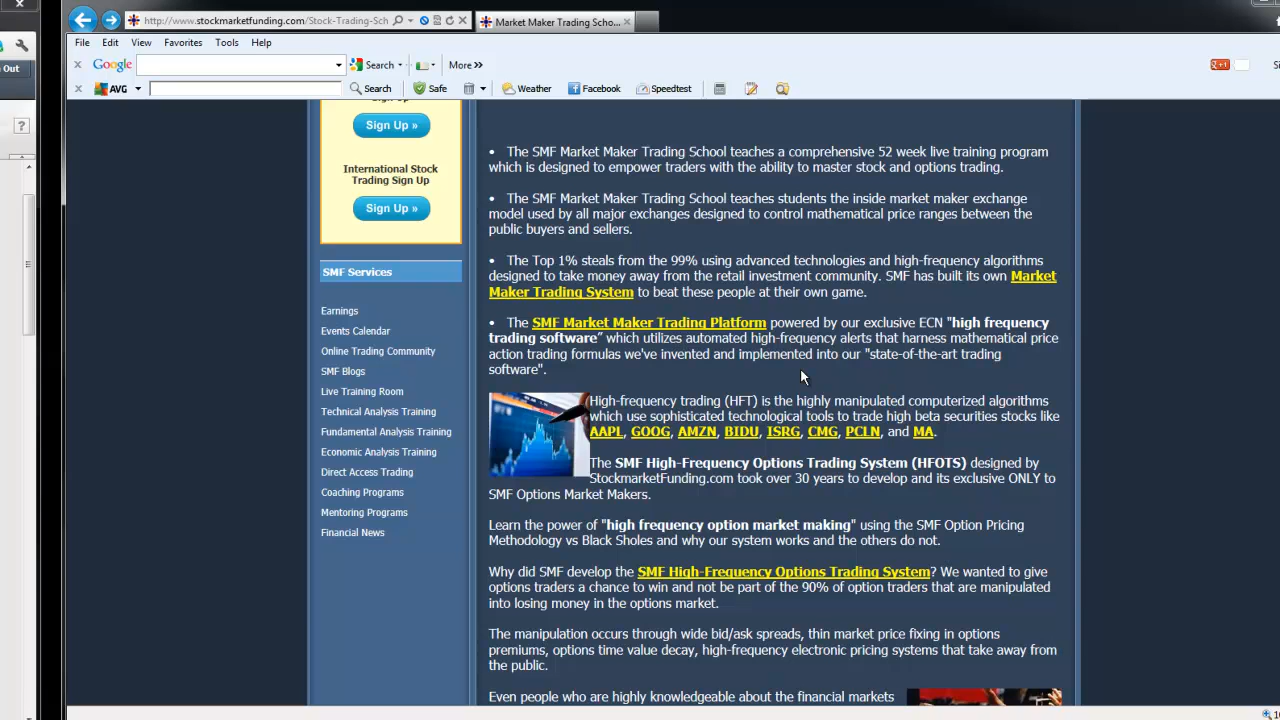 http://www.stockmarketfunding.com/Stock-Trading-Sch
Market Maker Trading Scho...
File Edit View Favorites Tools Help
Google Search More »
AVG Search Safe Weather Facebook Speedtest
Out
?
Sign Up »
International Stock
Trading Sign Up
Sign Up »
SMF Services
Earnings
Events Calendar
Online Trading Community
SMF Blogs
Live Training Room
Technical Analysis Training
Fundamental Analysis Training
Economic Analysis Training
Direct Access Trading
Coaching Programs
Mentoring Programs
Financial News
• The SMF Market Maker Trading School teaches a comprehensive 52 week live training program
which is designed to empower traders with the ability to master stock and options trading.
• The SMF Market Maker Trading School teaches students the inside market maker exchange
model used by all major exchanges designed to control mathematical price ranges between the
public buyers and sellers.
• The Top 1% steals from the 99% using advanced technologies and high-frequency algorithms
designed to take money away from the retail investment community. SMF has built its own Market
Maker Trading System to beat these people at their own game.
• The SMF Market Maker Trading Platform powered by our exclusive ECN "high frequency
trading software" which utilizes automated high-frequency alerts that harness mathematical price
action trading formulas we've invented and implemented into our "state-of-the-art trading
software".
High-frequency trading (HFT) is the highly manipulated computerized algorithms
which use sophisticated technological tools to trade high beta securities stocks like
AAPL, GOOG, AMZN, BIDU, ISRG, CMG, PCLN, and MA.
The SMF High-Frequency Options Trading System (HFOTS) designed by
StockmarketFunding.com took over 30 years to develop and its exclusive ONLY to
SMF Options Market Makers.
Learn the power of "high frequency option market making" using the SMF Option Pricing
Methodology vs Black Sholes and why our system works and the others do not.
Why did SMF develop the SMF High-Frequency Options Trading System? We wanted to give
options traders a chance to win and not be part of the 90% of option traders that are manipulated
into losing money in the options market.
The manipulation occurs through wide bid/ask spreads, thin market price fixing in options
premiums, options time value decay, high-frequency electronic pricing systems that take away from
the public.
Even people who are highly knowledgeable about the financial markets